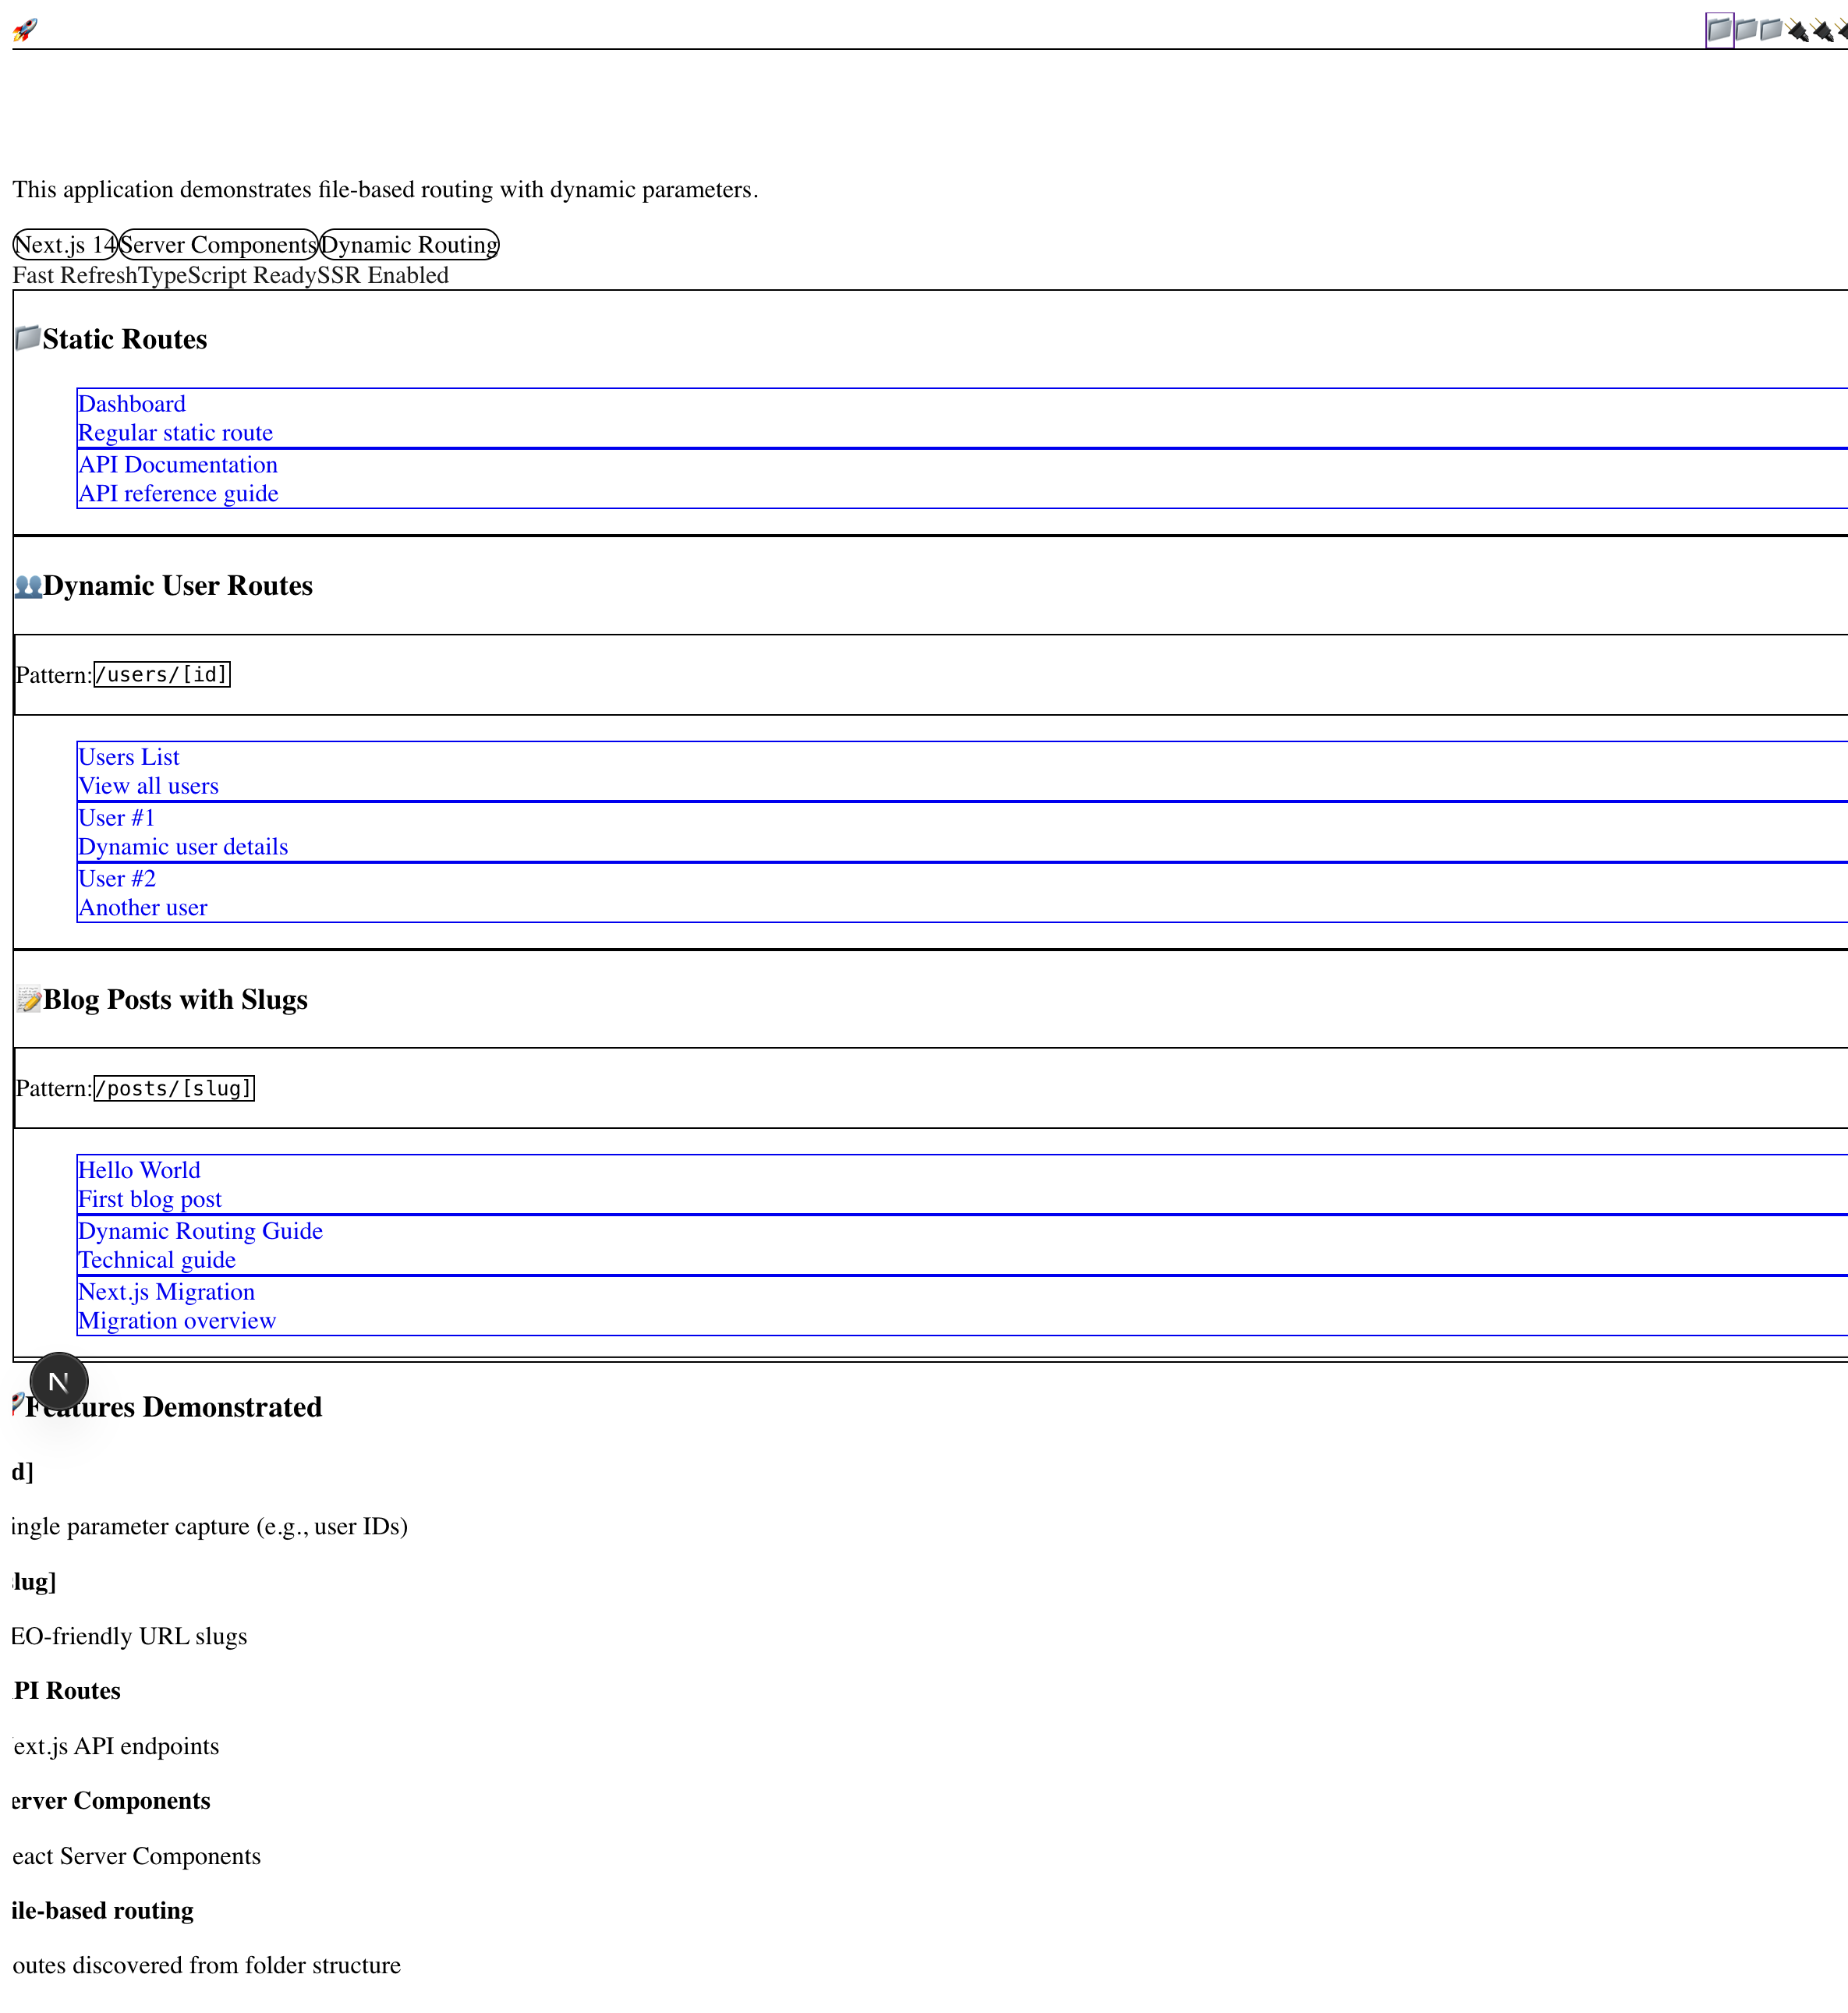 This application demonstrates file-based routing with dynamic parameters.
Next.js 14 Server Components Dynamic Routing
Fast RefreshTypeScript ReadySSR Enabled
Static Routes
Dashboard
Regular static route
API Documentation
API reference guide
Dynamic User Routes
Pattern: /users/[id]
Users List
View all users
User #1
Dynamic user details
User #2
Another user
Blog Posts with Slugs
Pattern: /posts/[slug]
Hello World
First blog post
Dynamic Routing Guide
Technical guide
Next.js Migration
Migration overview
N
Features Demonstrated
d]
ingle parameter capture (e.g., user IDs)
lug]
EO-friendly URL slugs
PI Routes
ext.js API endpoints
erver Components
eact Server Components
ile-based routing
outes discovered from folder structure